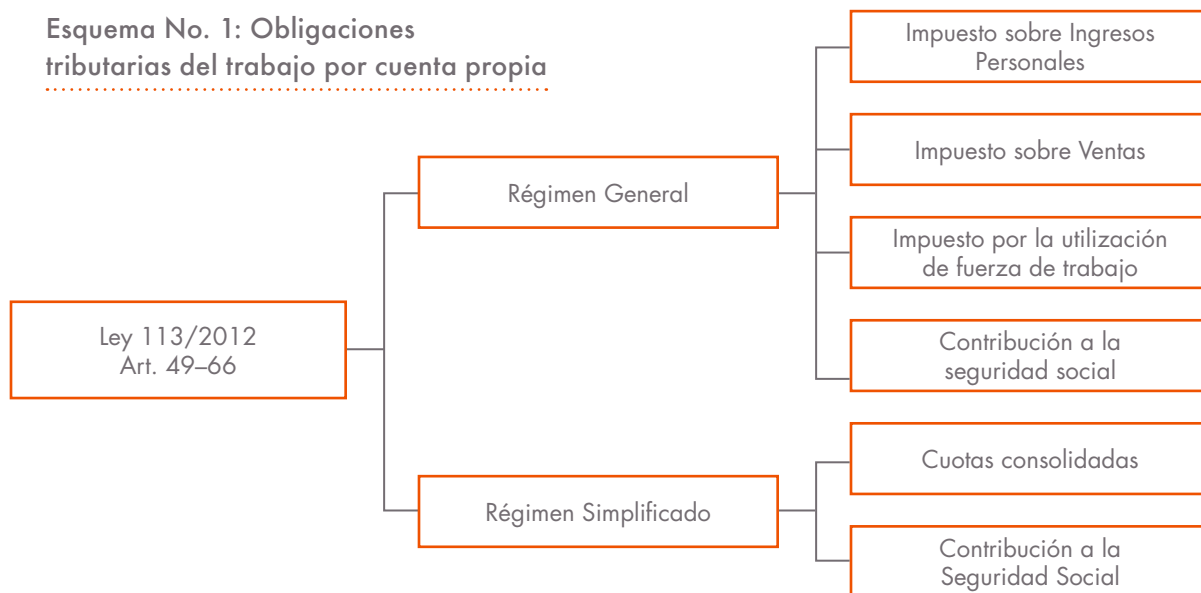 Esquema No. 1: Obligaciones
tributarias del trabajo por cuenta propia
Ley 113/2012
Art. 49–66
Régimen General
Impuesto sobre Ingresos
Personales
Impuesto sobre Ventas
Impuesto por la utilización
de fuerza de trabajo
Contribución a la
seguridad social
Régimen Simplificado
Cuotas consolidadas
Contribución a la
Seguridad Social